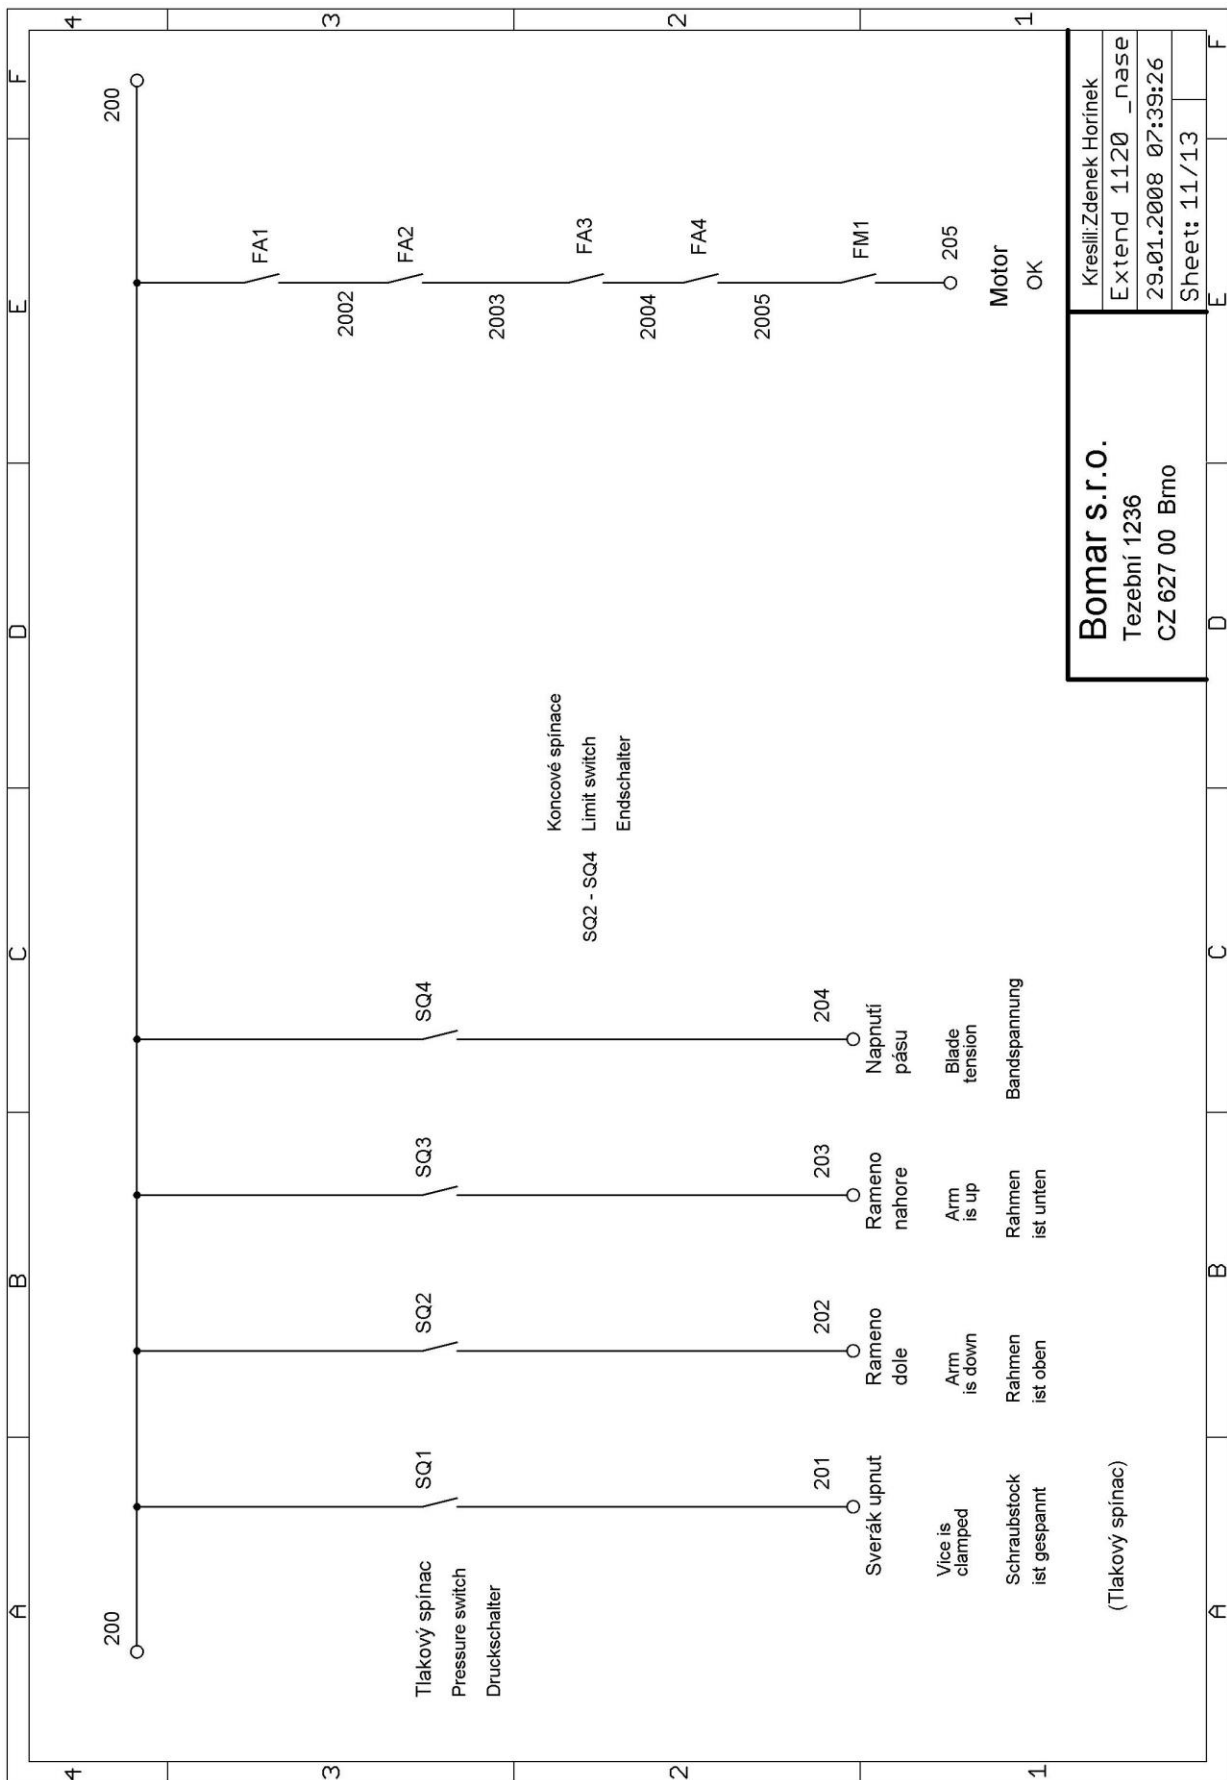 A
B
C
D
E
F
4
3
2
1
200
200
Tlakový spínac
Pressure switch
Druckschalter
SQ1
SQ2
SQ3
SQ4
FA1
2002
FA2
2003
FA3
2004
FA4
2005
FM1
205
Motor
OK
SQ2 - SQ4
Koncové spínace
Limit switch
Endschalter
201
Sverák upnut
Vice is
clamped
Schraubstock
ist gespannt
(Tlakový spínac)
202
Rameno
dole
Arm
is down
Rahmen
ist oben
203
Rameno
nahore
Arm
is up
Rahmen
ist unten
204
Napnutí
pásu
Blade
tension
Bandspannung
Bomar s.r.o.
Tezební 1236
CZ 627 00 Brno
Kreslil:Zdenek Horínek
Extend 1120 _nase
29.01.2008 07:39:26
Sheet: 11/13
4
3
2
1
A
B
C
D
E
F